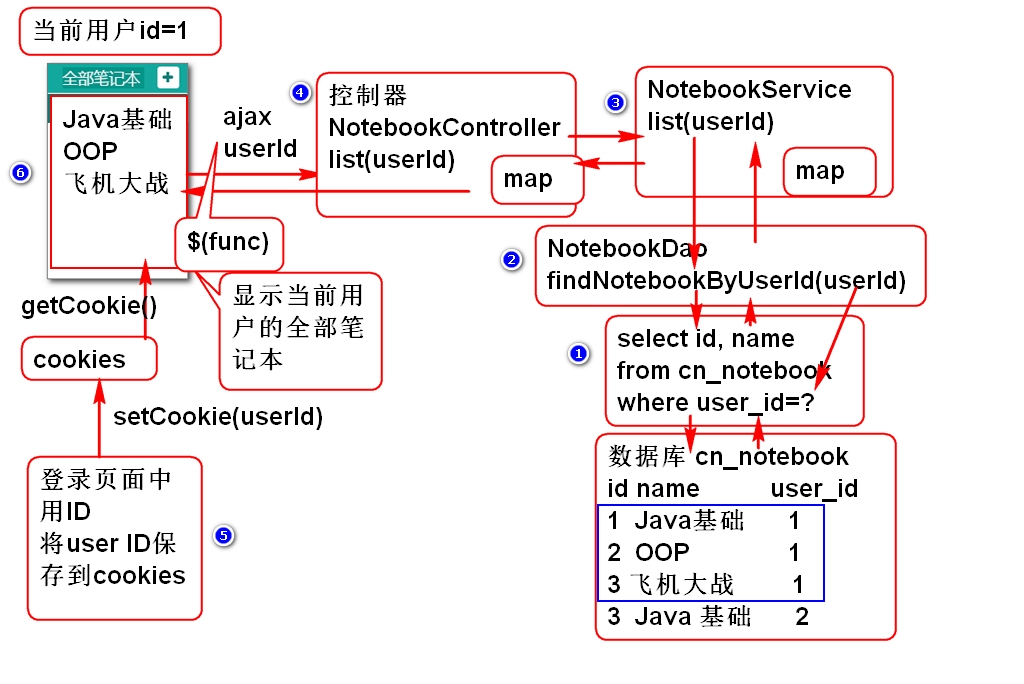 当前用户id=1
全部笔记本 +
Java基础
OOP
飞机大战
6
ajax
userId
$(func)
显示当前用
户的全部笔
记本
getCookie()
cookies
setCookie(userId)
登录页面中
用ID
将user ID保
存到cookies
5
4
控制器
NotebookController
list(userId)
map
3
NotebookService
list(userId)
map
2
NotebookDao
findNotebookByUserId(userId)
1
select id, name
from cn_notebook
where user_id=?
数据库 cn_notebook
id name user_id
1 Java基础 1
2 OOP 1
3 飞机大战 1
3 Java 基础 2